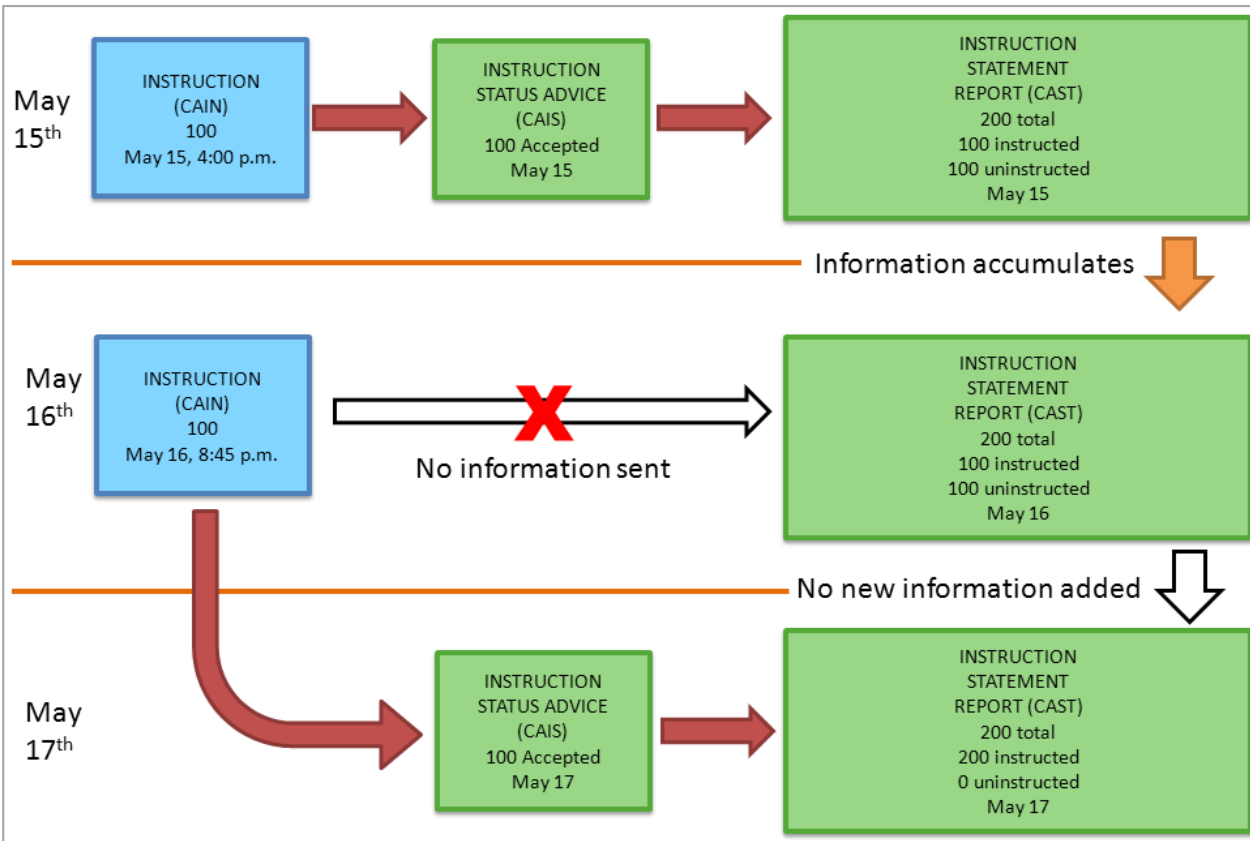 May
15th
INSTRUCTION
(CAIN)
100
May 15, 4:00 p.m.
INSTRUCTION
STATUS ADVICE
(CAIS)
100 Accepted
May 15
INSTRUCTION
STATEMENT
REPORT (CAST)
200 total
100 instructed
100 uninstructed
May 15
Information accumulates
May
16th
INSTRUCTION
(CAIN)
100
May 16, 8:45 p.m.
X
No information sent
INSTRUCTION
STATEMENT
REPORT (CAST)
200 total
100 instructed
100 uninstructed
May 16
No new information added
May
17th
INSTRUCTION
STATUS ADVICE
(CAIS)
100 Accepted
May 17
INSTRUCTION
STATEMENT
REPORT (CAST)
200 total
200 instructed
0 uninstructed
May 17